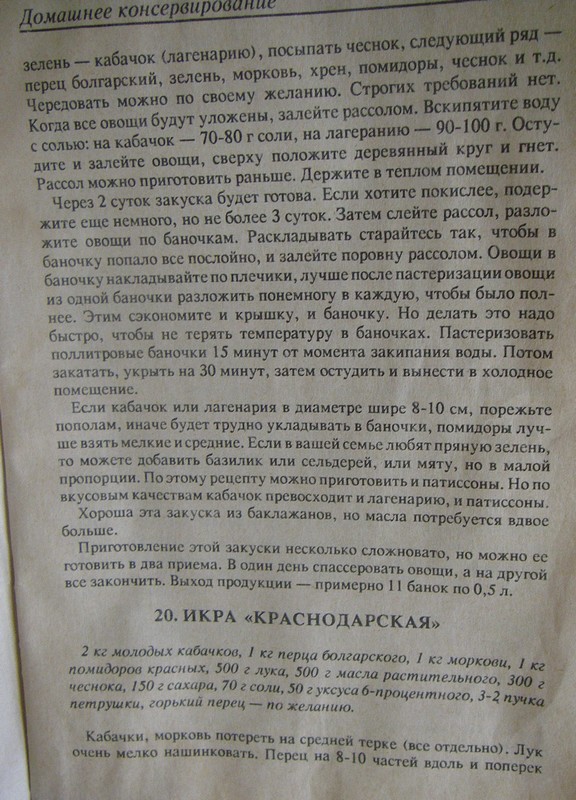 Домашнее консервирование
зелень — кабачок (лагенарию), посыпать чеснок, следующий ряд —
перец болгарский, зелень, морковь, хрен, помидоры, чеснок и т.д.
Чередовать можно по своему желанию. Строгих требований нет.
Когда все овощи будут уложены, залейте рассолом. Вскипятите воду
с солью: на кабачок — 70-80 г соли, на лагеранию — 90-100 г. Осту-
дите и залейте овощи, сверху положите деревянный круг и гнет.
Рассол можно приготовить раньше. Держите в теплом помещении.
Через 2 суток закуска будет готова. Если хотите покислее, подер-
жите еще немного, но не более 3 суток. Затем слейте рассол, разло-
жите овощи по баночкам. Раскладывать старайтесь так, чтобы в
баночку попало все послойно, и залейте поровну рассолом. Овощи в
баночку накладывайте по плечики, лучше после пастеризации овощи
из одной баночки разложить понемногу в каждую, чтобы было пол-
нее. Этим сэкономите и крышку, и баночку. Но делать это надо
быстро, чтобы не терять температуру в баночках. Пастеризовать
поллитровые баночки 15 минут от момента закипания воды. Потом
закатать, укрыть на 30 минут, затем остудить и вынести в холодное
помещение.
Если кабачок или лагенария в диаметре шире 8-10 см, порежьте
пополам, иначе будет трудно укладывать в баночки, помидоры луч-
ше взять мелкие и средние. Если в вашей семье любят пряную зелень,
то можете добавить базилик или сельдерей, или мяту, но в малой
пропорции. По этому рецепту можно приготовить и патиссоны. Но по
вкусовым качествам кабачок превосходит и лагенарию, и патиссоны.
Хороша эта закуска из баклажанов, но масла потребуется вдвое
больше.
Приготовление этой закуски несколько сложновато, но можно ее
готовить в два приема. В один день спассеровать овощи, а на другой
все закончить. Выход продукции — примерно 11 банок по 0,5 л.
20. ИКРА «КРАСНОДАРСКАЯ»
2 кг молодых кабачков, 1 кг перца болгарского, 1 кг моркови, 1 кг
помидоров красных, 500 г лука, 500 г масла растительного, 300 г
чеснока, 150 г сахара, 70 г соли, 50 г уксуса 6-процентного, 3-2 пучка
петрушки, горький перец — по желанию.
Кабачки, морковь потереть на средней терке (все отдельно). Лук
очень мелко нашинковать. Перец на 8-10 частей вдоль и поперек